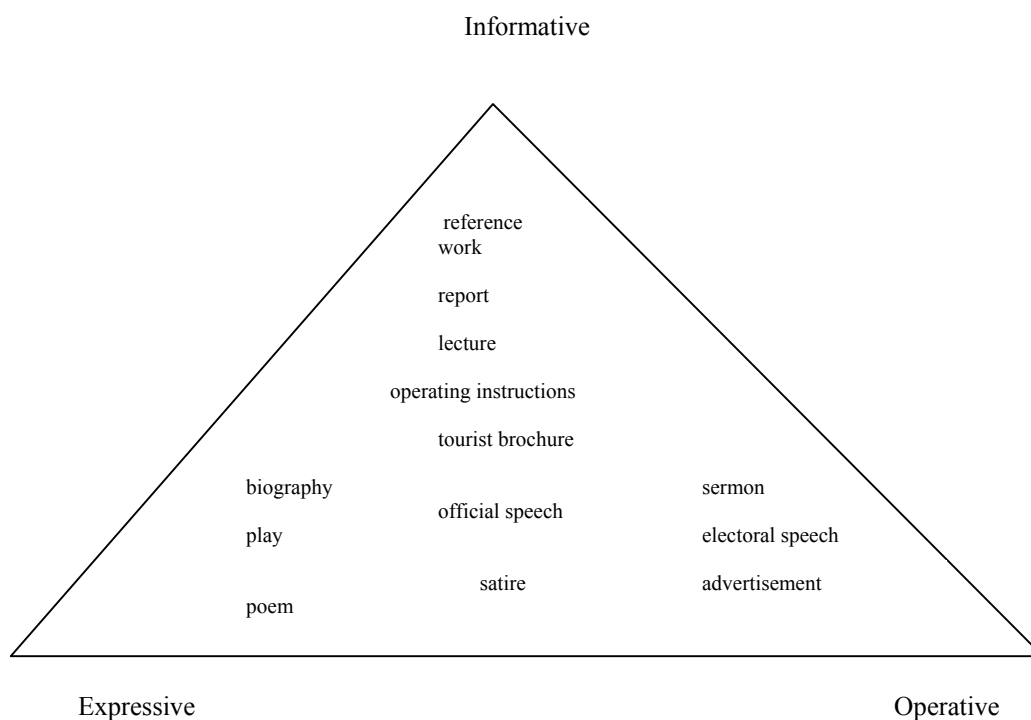 Informative
reference
work
report
lecture
operating instructions
tourist brochure
biography
sermon
official speech
play
electoral speech
satire
advertisement
poem
Expressive
Operative